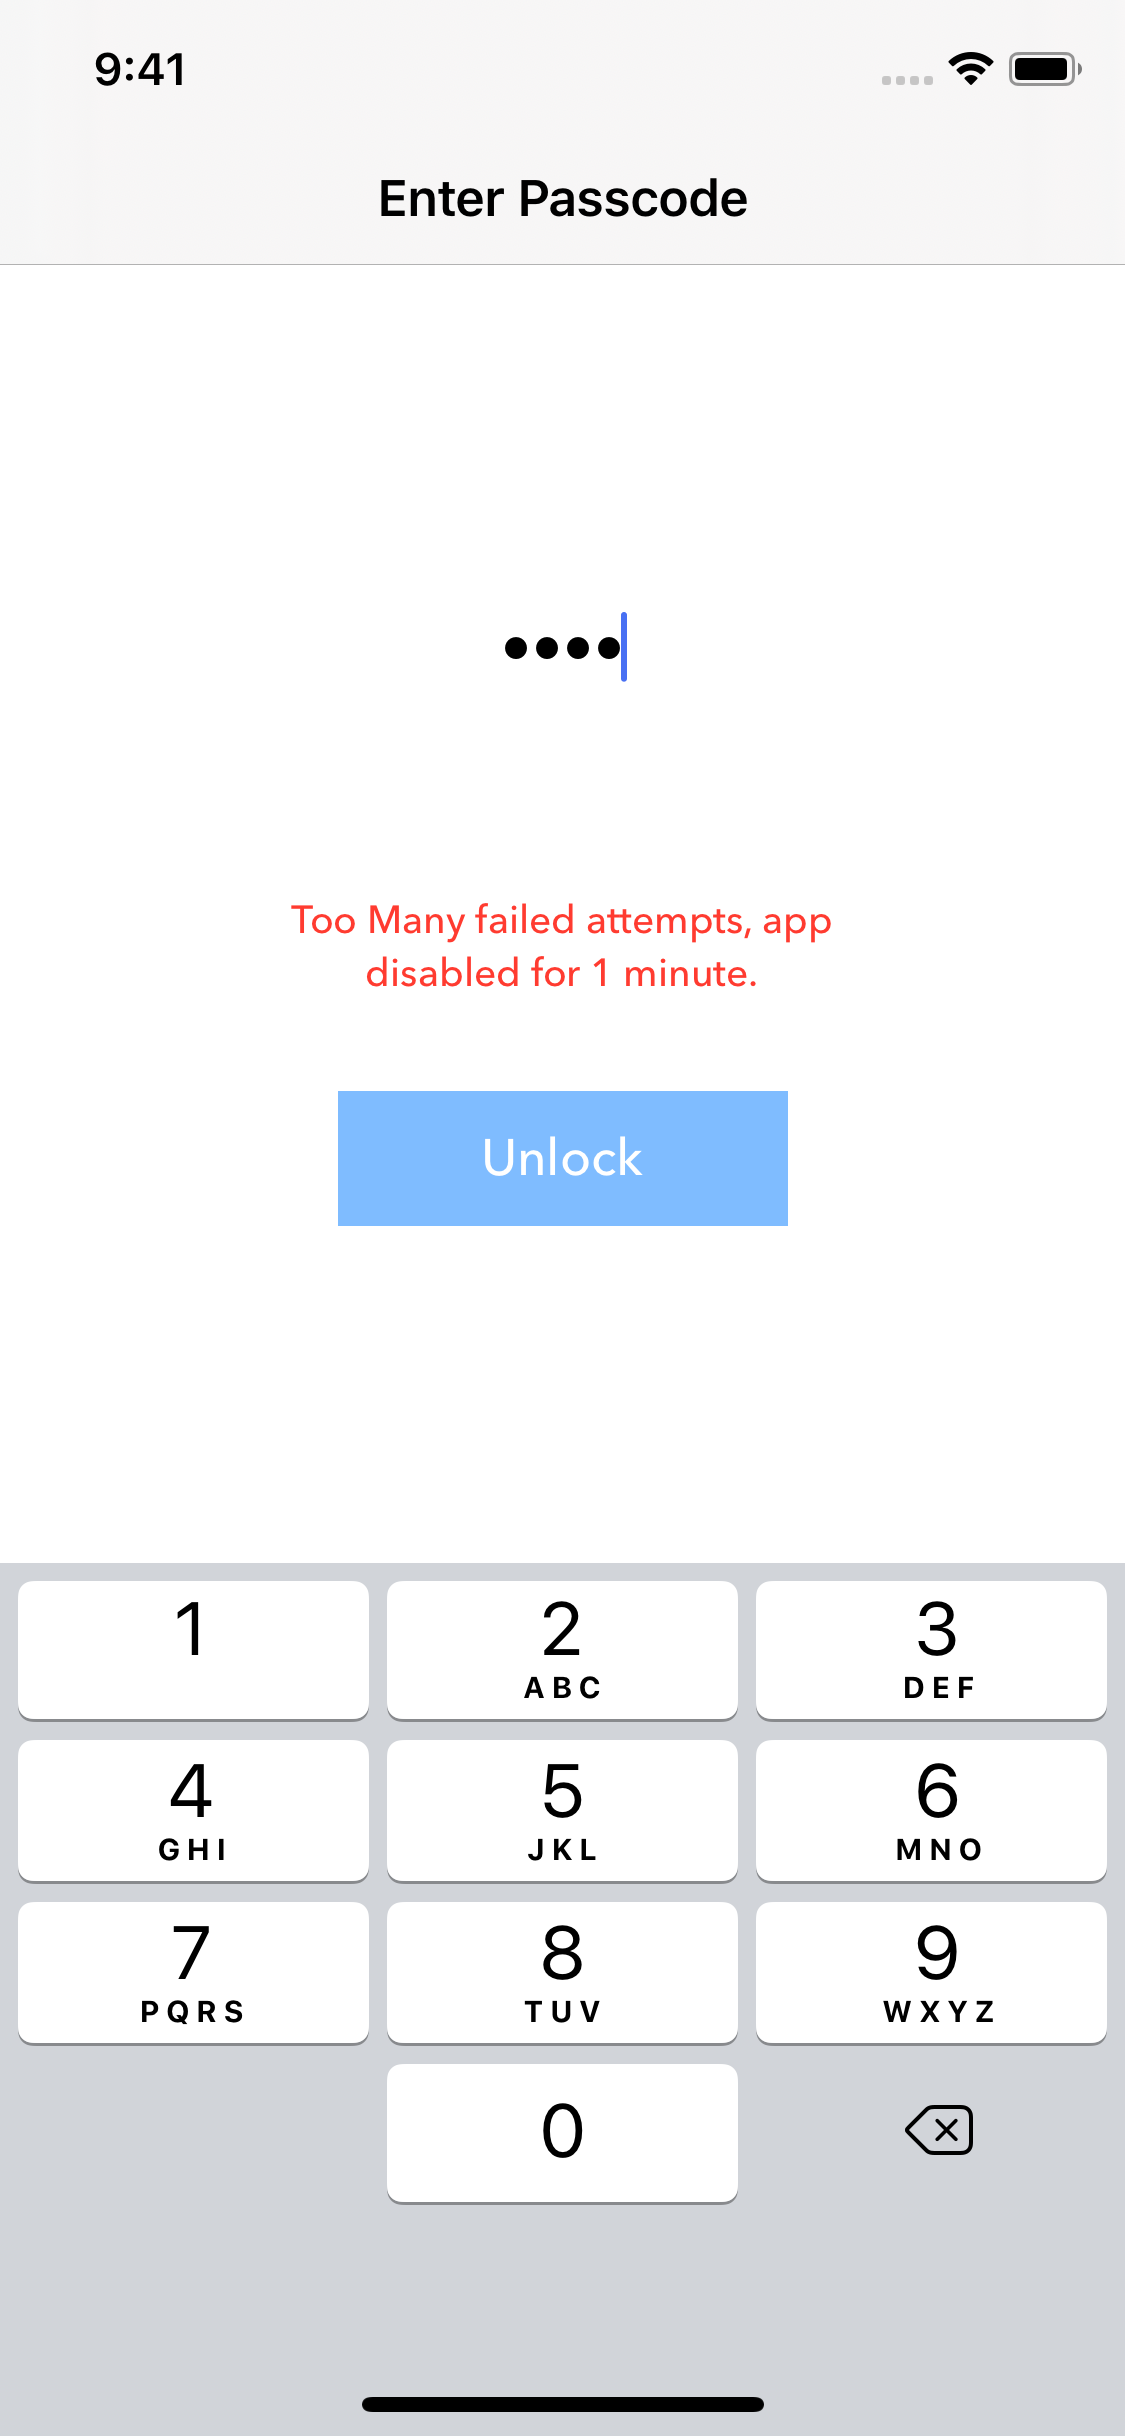 9:41
Enter Passcode
••••
Too Many failed attempts, app
disabled for 1 minute.
Unlock
1 2 3
ABC DEF
4 5 6
GHI JKL MNO
7 8 9
PQRS TUV WXYZ
0